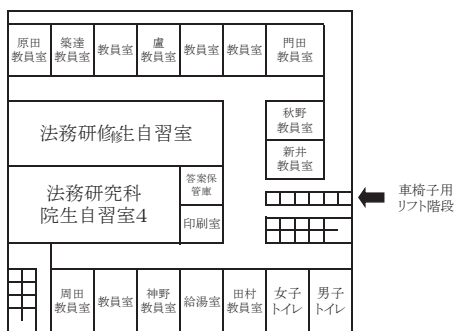 原田
教員室
築達
教員室
教員室
盧
教員室
教員室
教員室
門田
教員室
法務研修生自習室
修
秋野
教員室
新井
教員室
法務研究科
院生自習室4
答案保
管庫
印刷室
車椅子用
リフト階段
周田
教員室
教員室
神野
教員室
給湯室
田村
教員室
女子
トイレ
男子
トイレ